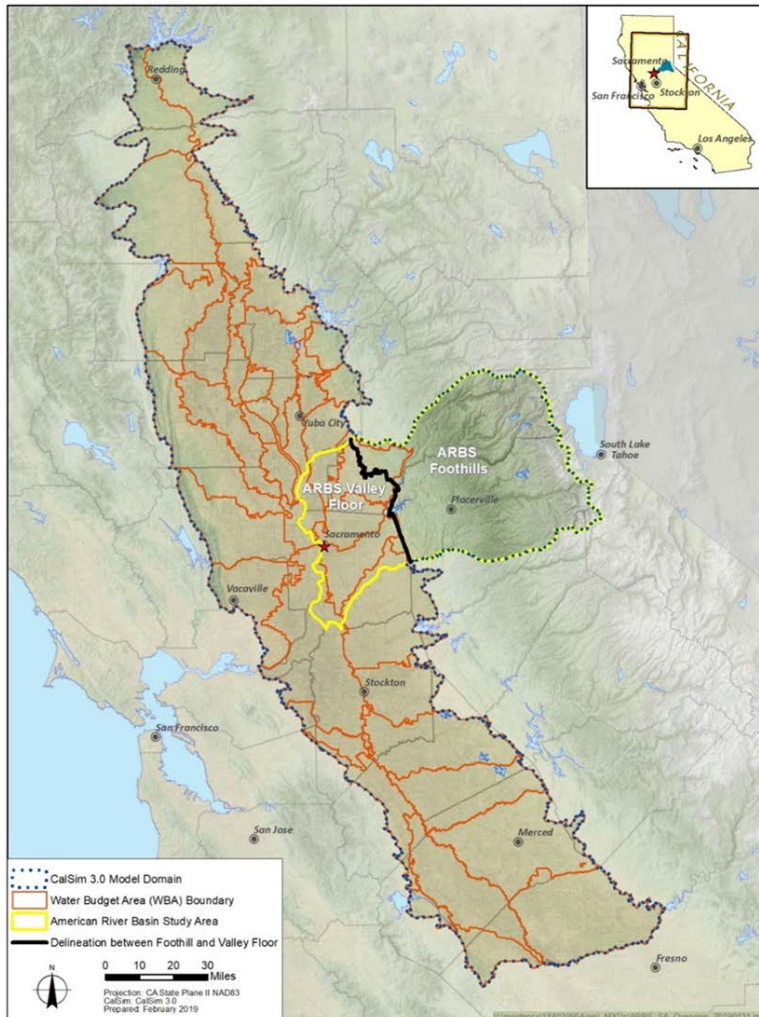 CALIFORNIA
Sacramento
Stockton
San Francisco
Los Angeles
Redding
Yuba City
ARBS
Foothills
South Lake
Tahoe
ARBS Valley
Floor
Placerville
Sacramento
Vacaville
Stockton
San Francisco
San Jose
Merced
Fresno
CalSim 3.0 Model Domain
Water Budget Area (WBA) Boundary
American River Basin Study Area
Delineation between Foothill and Valley Floor
N
0 10 20 30
Miles
Projection: CA State Plane II NAD83
CalSim: CalSim 3.0
Prepared: February 2019